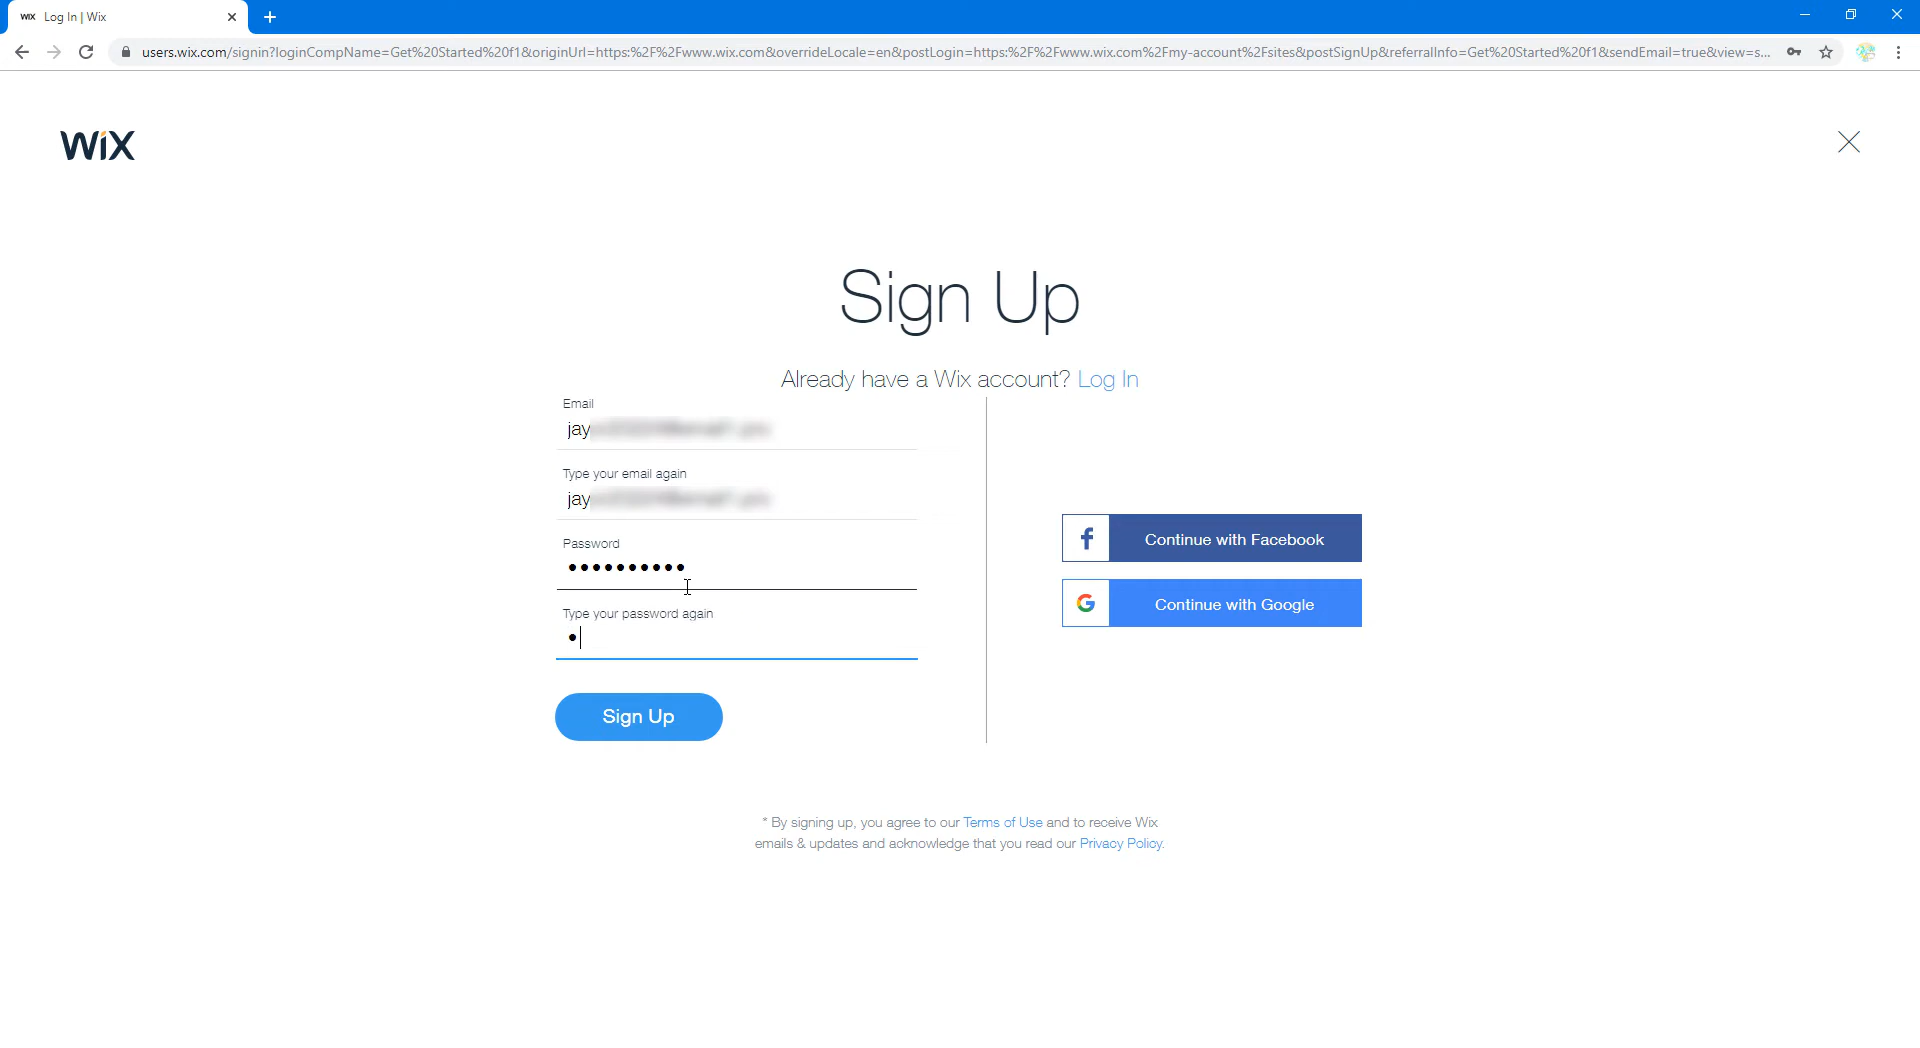 WiX Log In | Wix
users.wix.com/signin?loginCompName=Get%20Started%20f1&originUrl=https:%2F%2Fwww.wix.com&overrideLocale=en&postLogin=https:%2F%2Fwww.wix.com%2Fmy-account%2Fsites&postSignUp&referralInfo=Get%20Started%20f1&sendEmail=true&view=s...
WiX
Sign Up
Already have a Wix account? Log In
Email
jay
Type your email again
jay
Password
Type your password again
f Continue with Facebook
G Continue with Google
Sign Up
* By signing up, you agree to our Terms of Use and to receive Wix
emails & updates and acknowledge that you read our Privacy Policy.